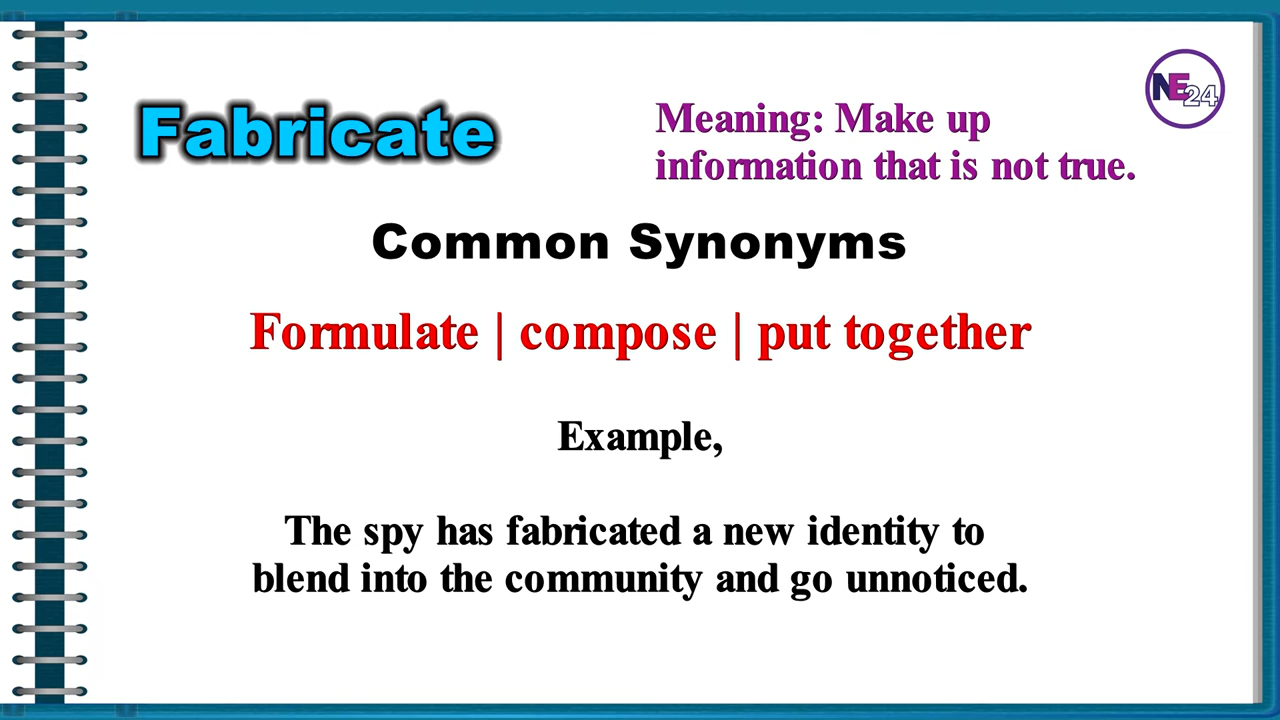 Fabricate
Meaning: Make up
information that is not true.
NE24
Common Synonyms
Formulate | compose | put together
Example,
The spy has fabricated a new identity to
blend into the community and go unnoticed.